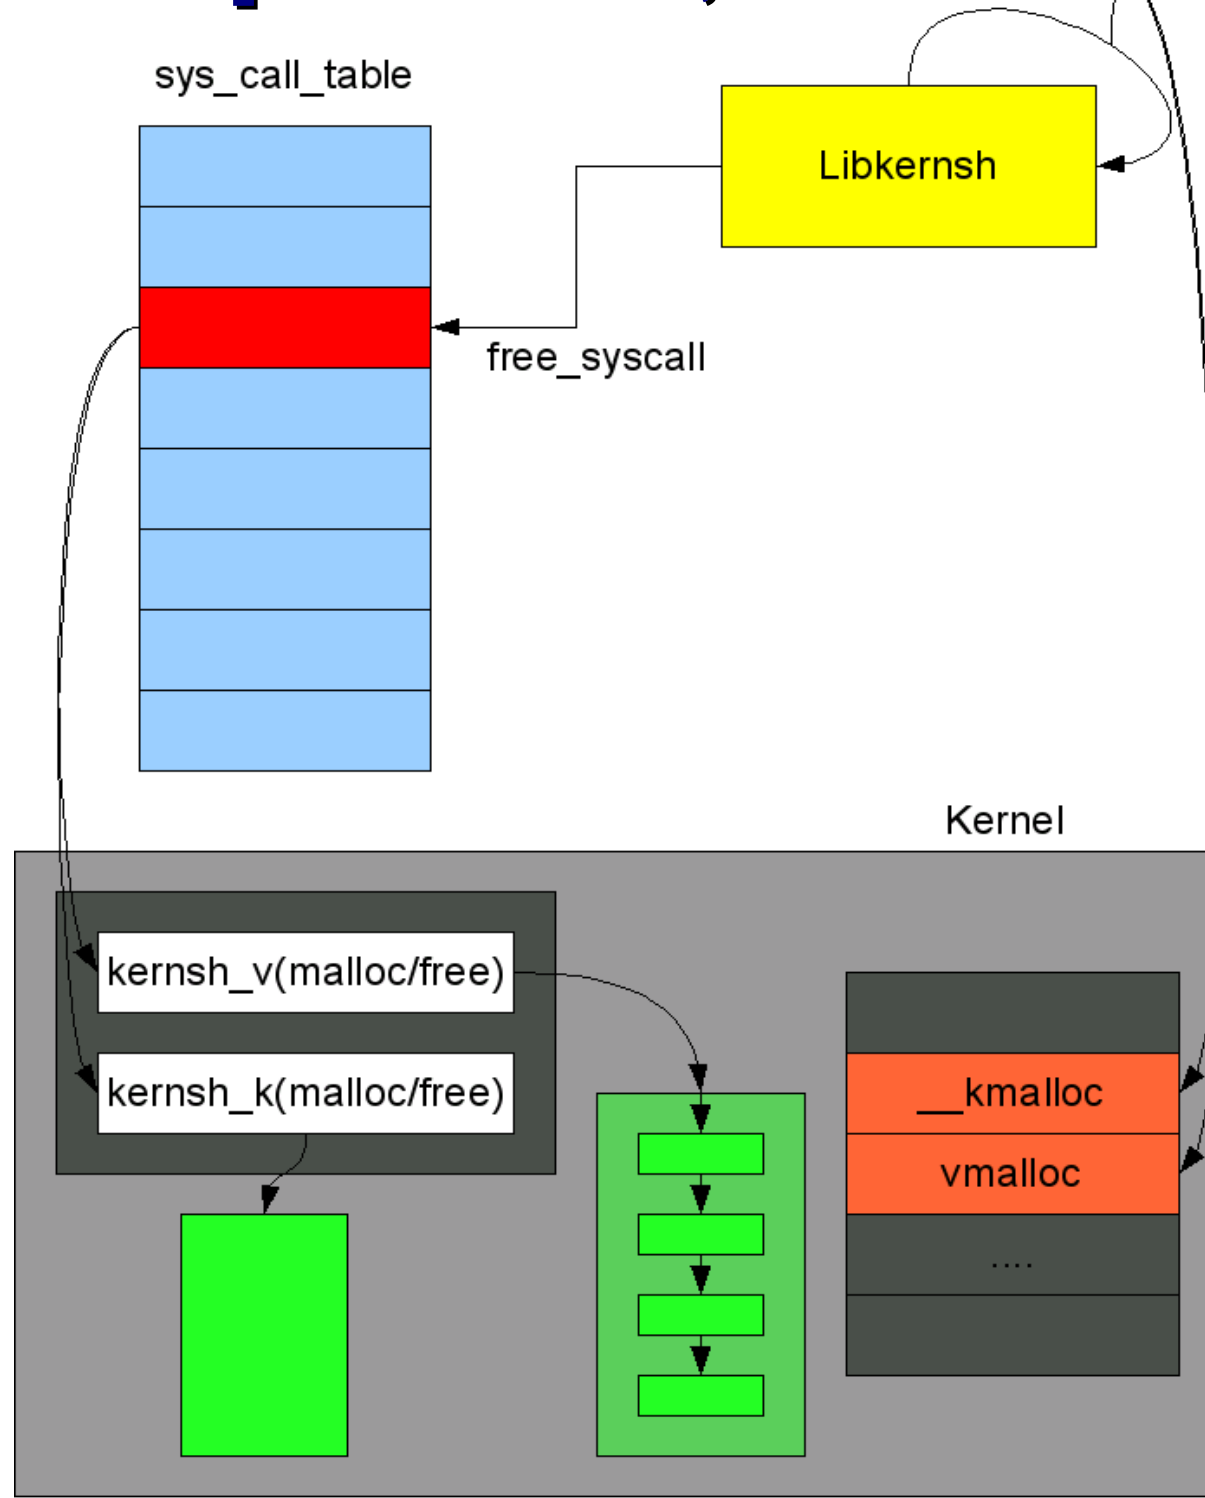 sys_call_table
Libkernsh
free_syscall
Kernel
kernsh_v(malloc/free)
kernsh_k(malloc/free)
__kmalloc
vmalloc
....